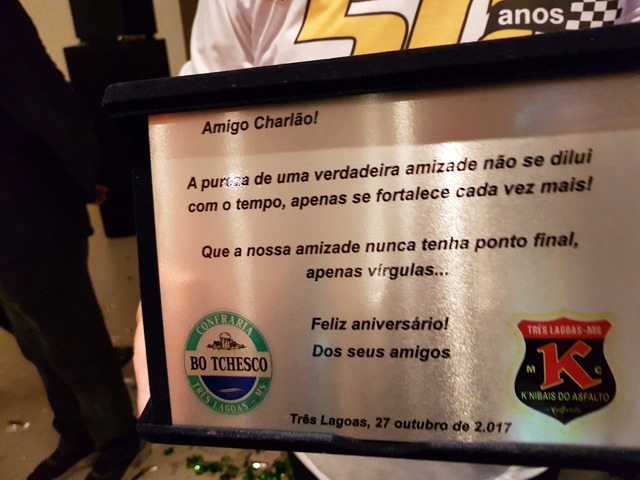 50
anos
Amigo Charlão!
A pureza de uma verdadeira amizade não se dilui
com o tempo, apenas se fortalece cada vez mais!
Que a nossa amizade nunca tenha ponto final,
apenas vírgulas...
Feliz aniversário!
Dos seus amigos
CONFRARIA
BO TCHESCO
TRÊS LAGOAS - MS
TRÊS LAGOAS-MS
K
M C
K'NIBAIS DO ASFALTO
Três Lagoas, 27 outubro de 2.017